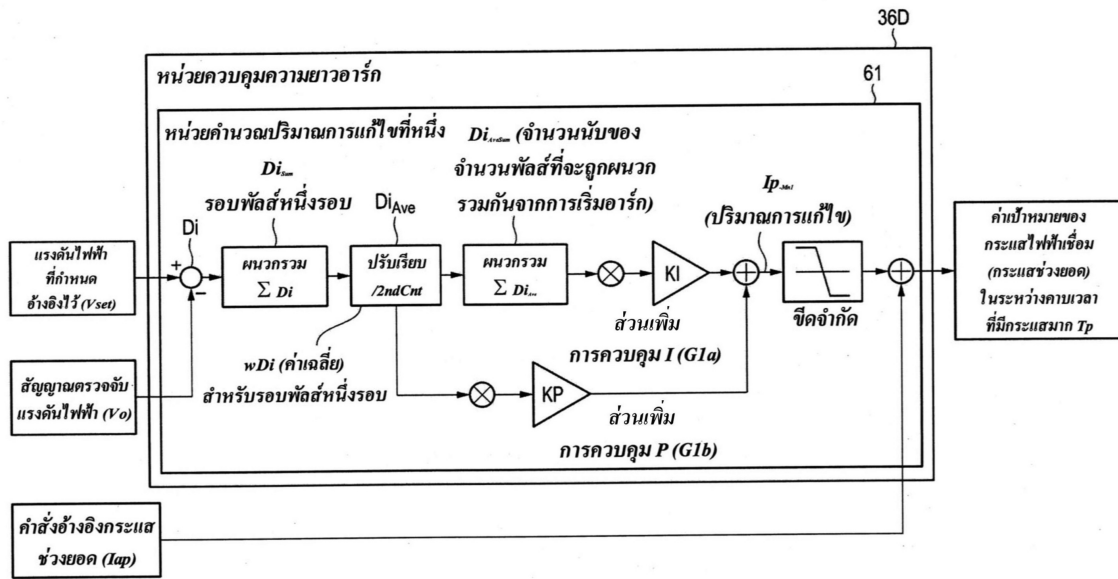 36D
หน่วยควบคุมความยาวอาร์ก
61
หน่วยคำนวณปริมาณการแก้ไขที่หนึ่ง
Di Sum
รอบพัลส์หนึ่งรอบ
Di AveSum (จำนวนนับของ
จำนวนพัลส์ที่จะถูกผนวก
รวมกันจากการเริ่มอาร์ก)
Di
Di Ave
(ปริมาณการแก้ไข)
แรงดันไฟฟ้า
ที่กำหนด
อ้างอิงไว้ (Vset)
+
−
ผนวกรวม
Σ Di
ปรับเรียบ
/2ndCnt
ผนวกรวม
KI
ขีดจำกัด
ค่าเป้าหมายของ
กระแสไฟฟ้าเชื่อม
(กระแสช่วงยอด)
ในระหว่างคาบเวลา
ที่มีกระแสมาก Tp
ส่วนเพิ่ม
การควบคุม I (G1a)
wDi (ค่าเฉลี่ย)
สำหรับรอบพัลส์หนึ่งรอบ
KP
ส่วนเพิ่ม
การควบคุม P (G1b)
สัญญาณตรวจจับ
แรงดันไฟฟ้า (Vo)
คำสั่งอ้างอิงกระแส
ช่วงยอด (Iap)